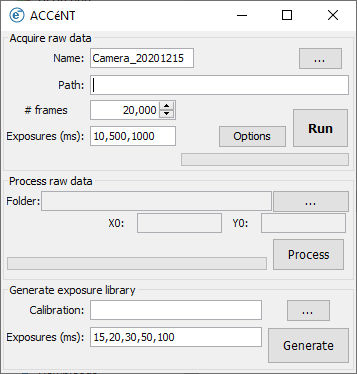 ACCéNT
Acquire raw data
Name: Camera_20201215 ...
Path:
# frames 20,000
Run
Exposures (ms): 10,500,1000 Options
Process raw data
Folder: ...
X0: Y0:
Process
Generate exposure library
Calibration: ...
Exposures (ms): 15,20,30,50,100
Generate